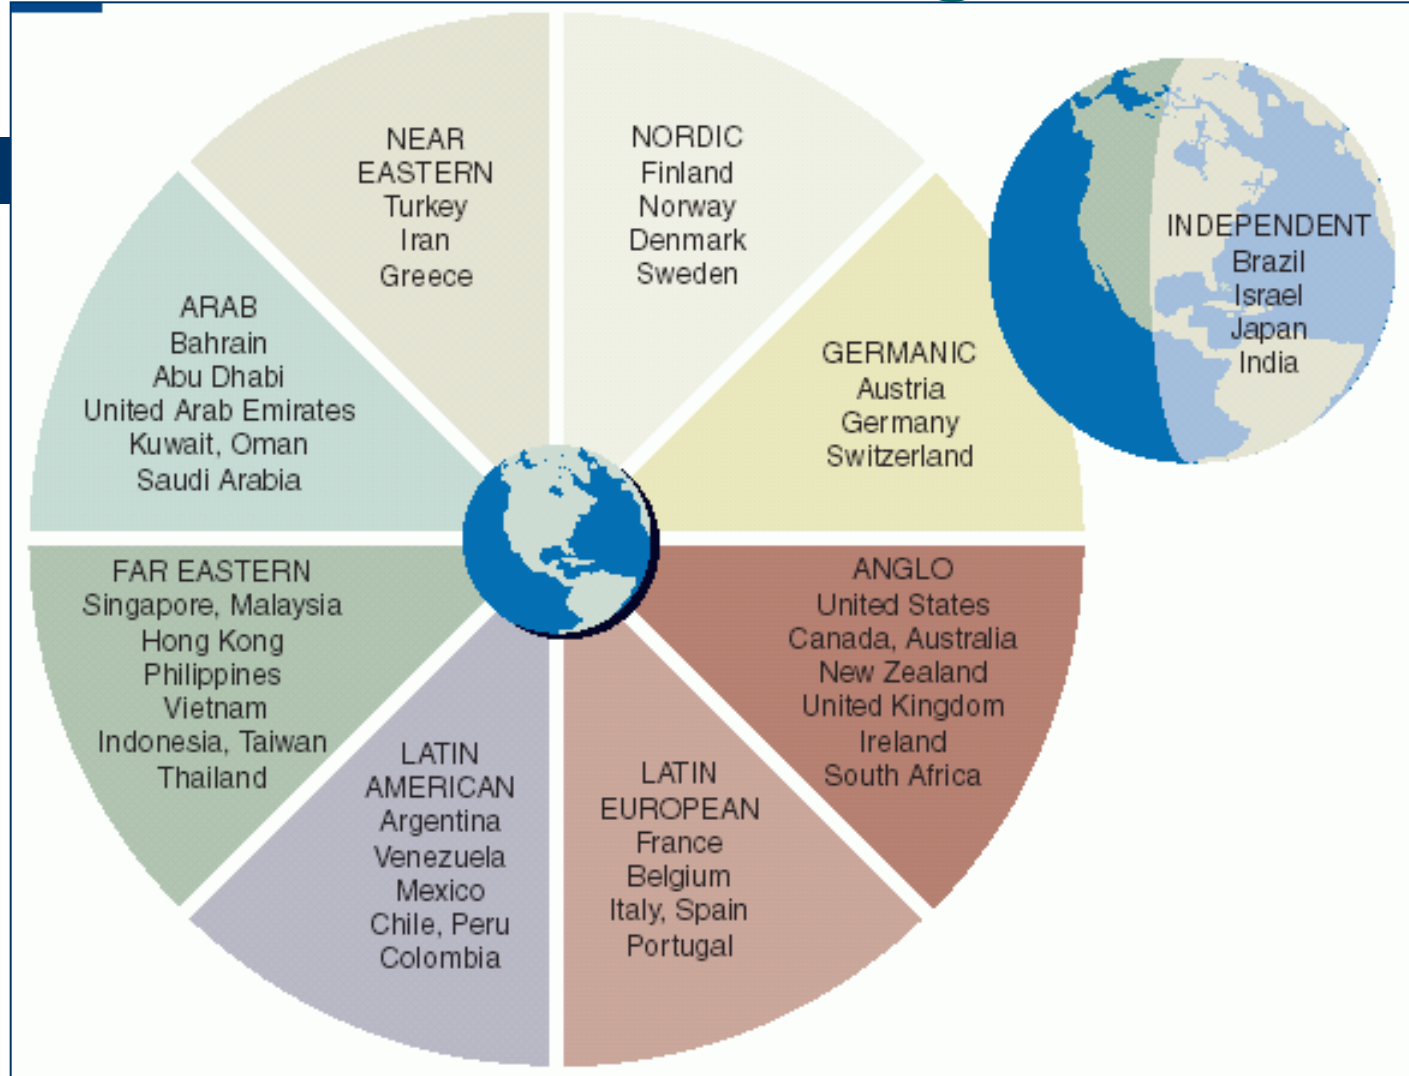 NEAR
EASTERN
Turkey
Iran
Greece
NORDIC
Finland
Norway
Denmark
Sweden
GERMANIC
Austria
Germany
Switzerland
INDEPENDENT
Brazil
Israel
Japan
India
ARAB
Bahrain
Abu Dhabi
United Arab Emirates
Kuwait, Oman
Saudi Arabia
FAR EASTERN
Singapore, Malaysia
Hong Kong
Philippines
Vietnam
Indonesia, Taiwan
Thailand
LATIN
AMERICAN
Argentina
Venezuela
Mexico
Chile, Peru
Colombia
LATIN
EUROPEAN
France
Belgium
Italy, Spain
Portugal
ANGLO
United States
Canada, Australia
New Zealand
United Kingdom
Ireland
South Africa